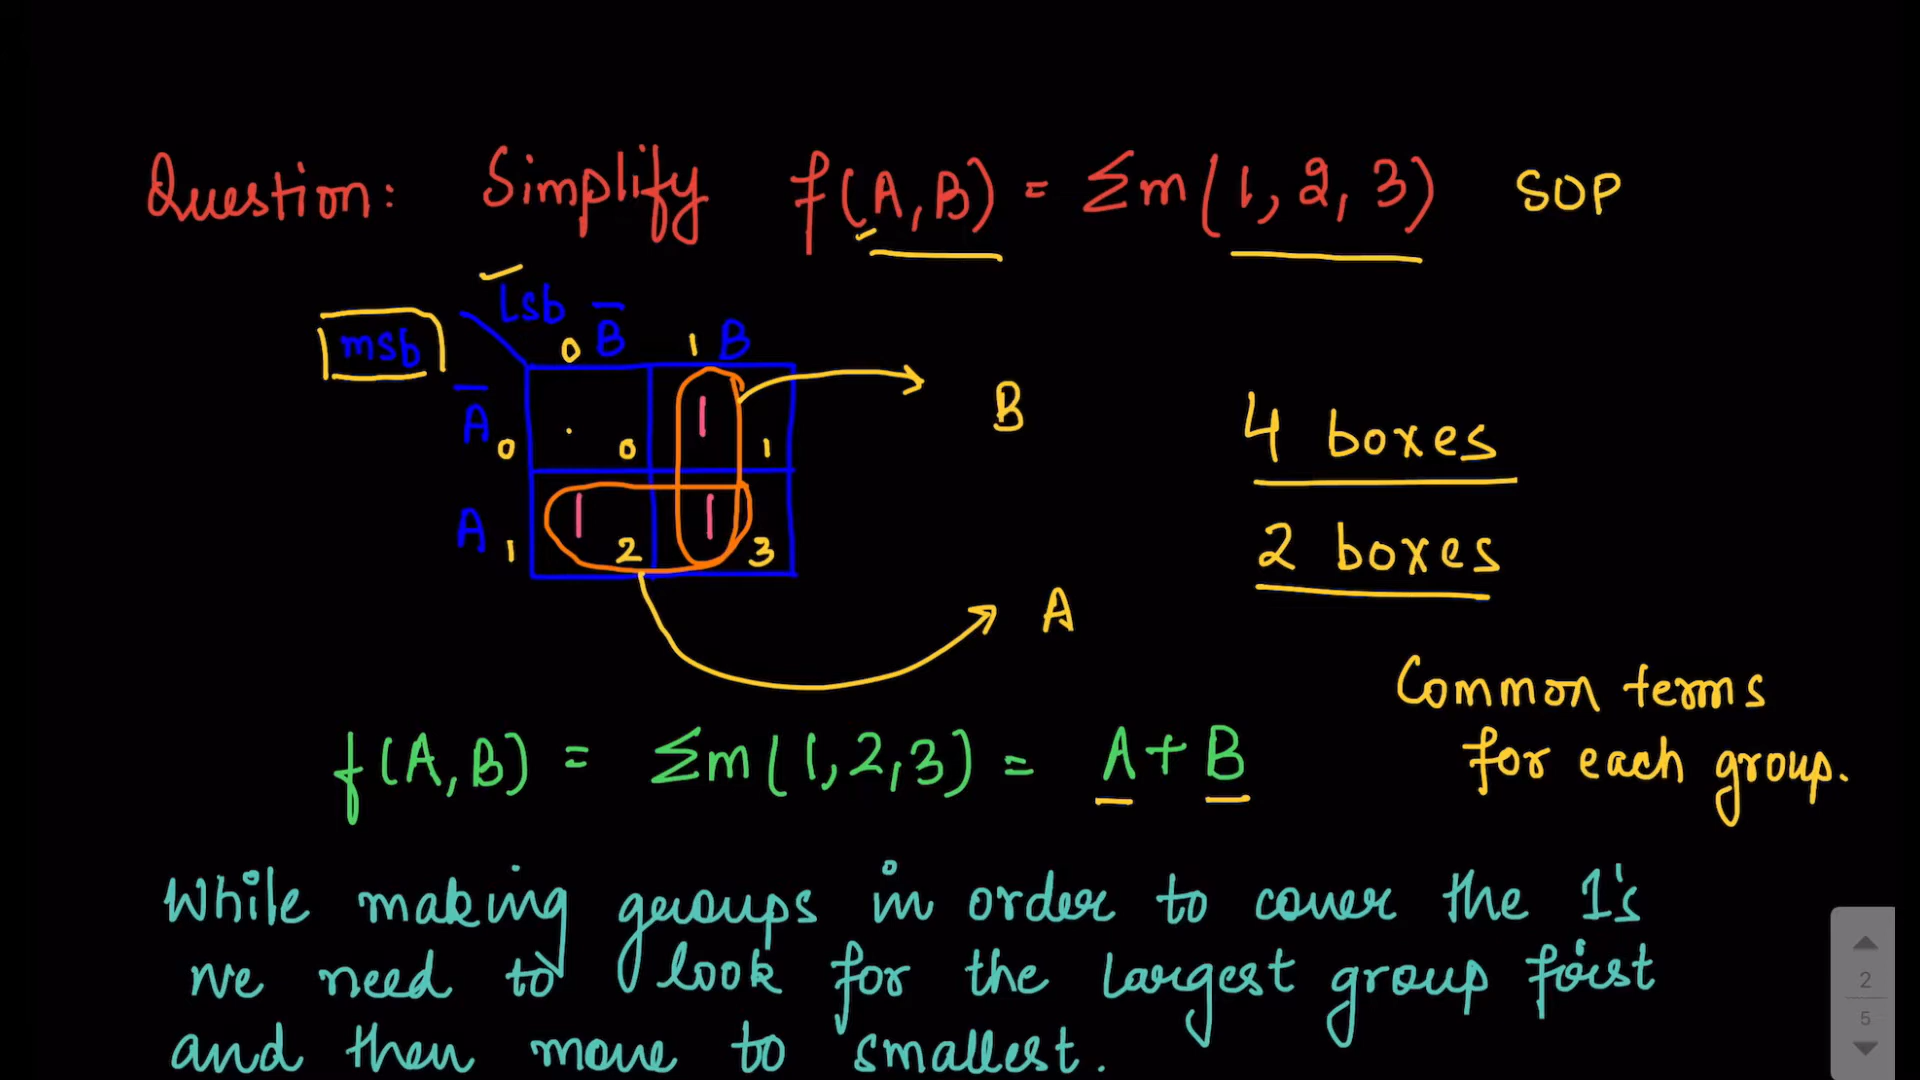 Question: Simplify f(A,B) = Σm(1,2,3) SOP
lsb
msb
0 B̅ 1 B
A̅ 0
1
0 1
A 1
1 1
2 3
B
A
4 boxes
2 boxes
Common terms
for each group.
f(A,B) = Σm(1,2,3) = A+B
While making groups in order to cover the 1's
we need to look for the largest group first
and then move to smallest.
2
5